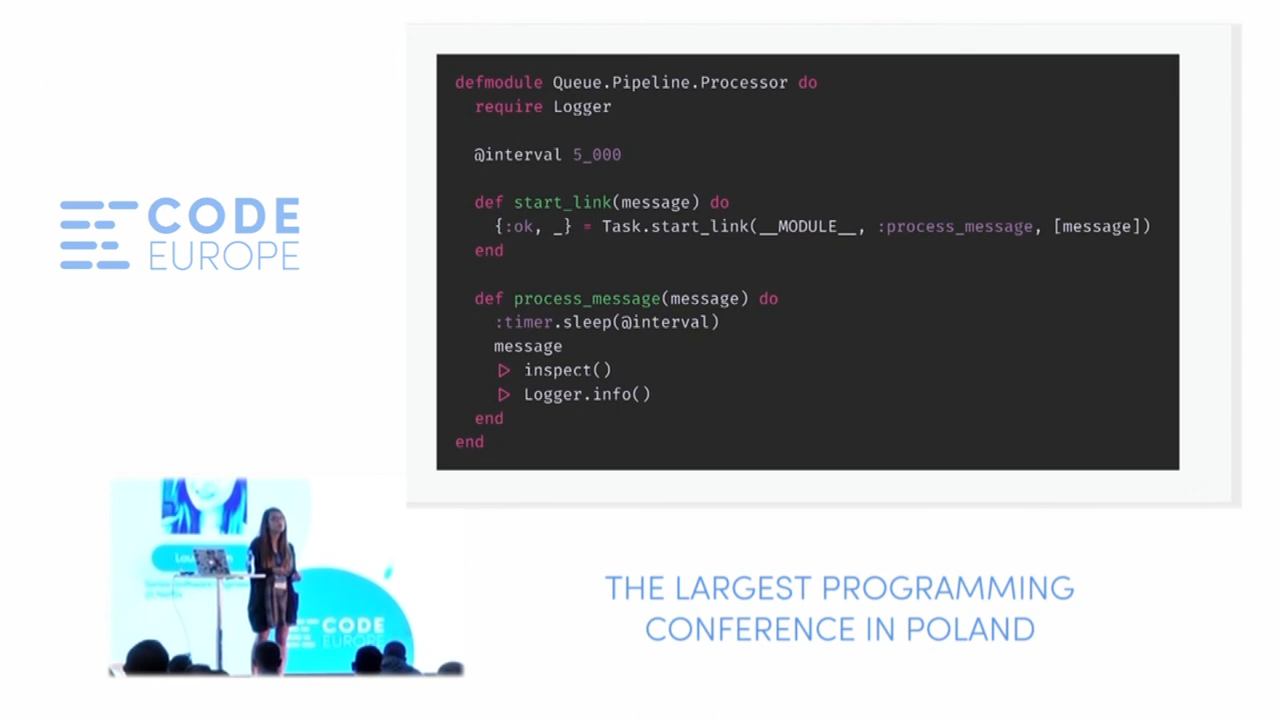 CODE
EUROPE
defmodule Queue.Pipeline.Processor do
  require Logger

  @interval 5_000

  def start_link(message) do
    {:ok, _} = Task.start_link(__MODULE__, :process_message, [message])
  end

  def process_message(message) do
    :timer.sleep(@interval)
    message
    |> inspect()
    |> Logger.info()
  end
end
CODE
EUROPE
THE LARGEST PROGRAMMING
CONFERENCE IN POLAND